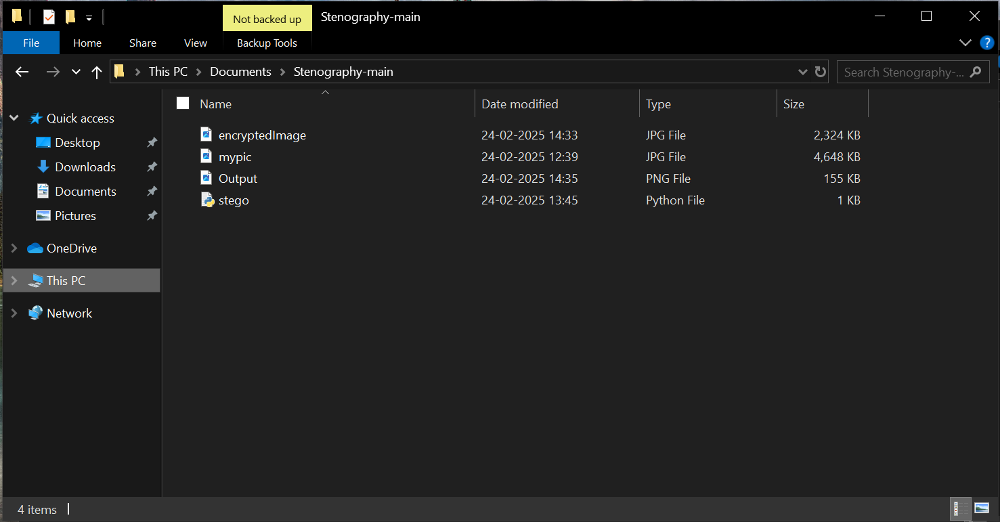 Not backed up Stenography-main
File Home Share View Backup Tools
This PC Documents Stenography-main Search Stenography-...
Name Date modified Type Size
Quick access
Desktop
Downloads
Documents
Pictures
OneDrive
This PC
Network
encryptedImage 24-02-2025 14:33 JPG File 2,324 KB
mypic 24-02-2025 12:39 JPG File 4,648 KB
Output 24-02-2025 14:35 PNG File 155 KB
stego 24-02-2025 13:45 Python File 1 KB
4 items